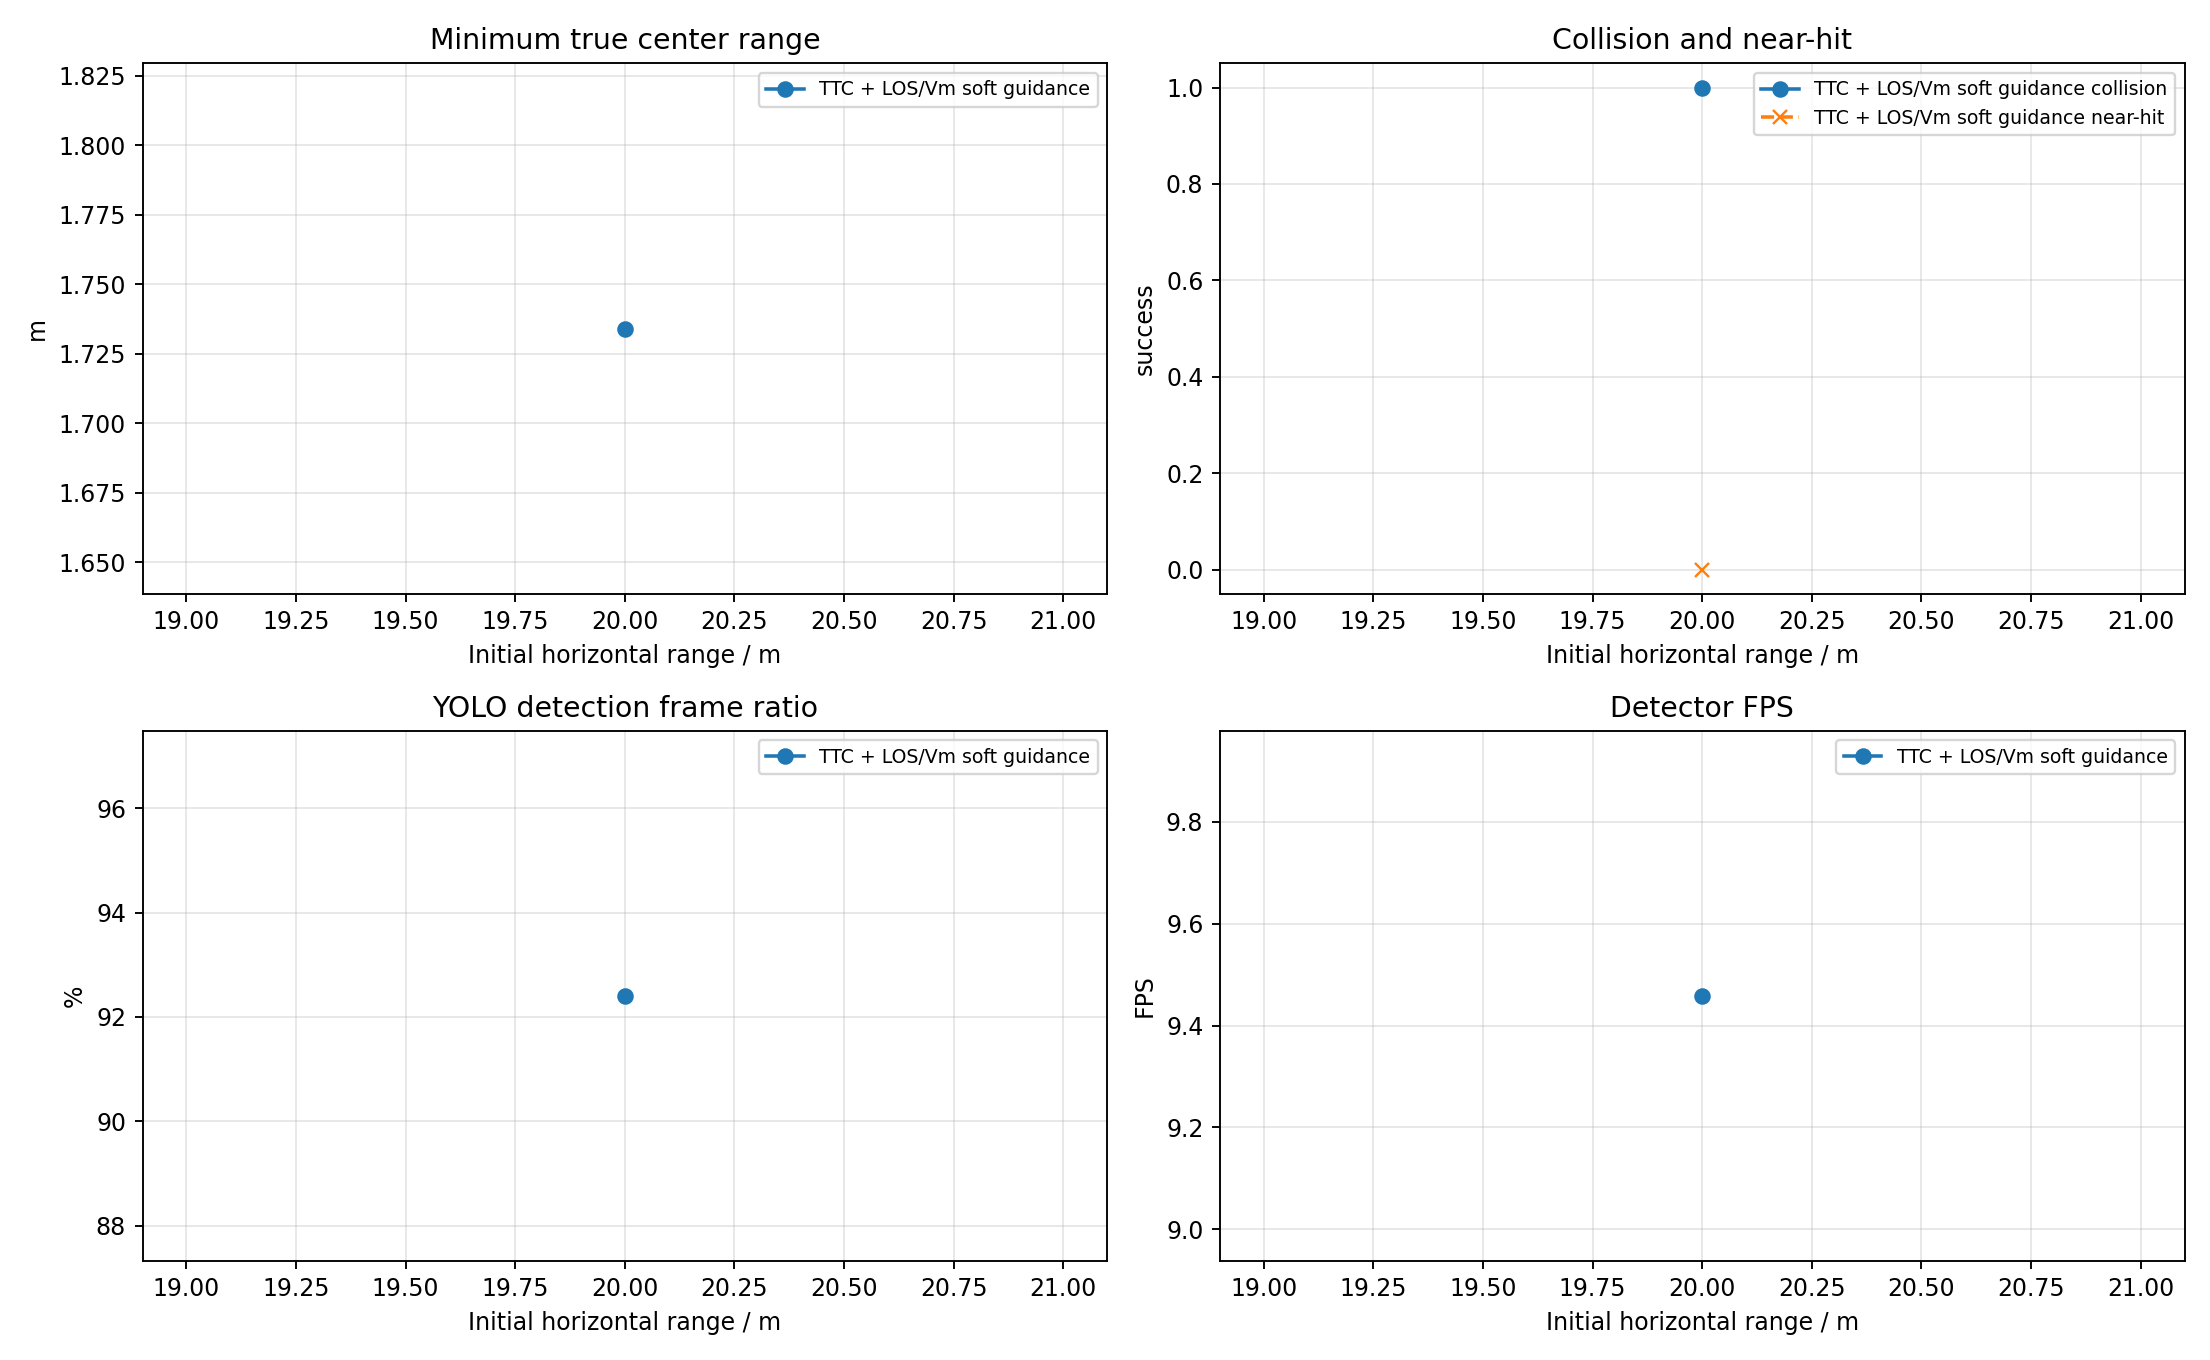 Minimum true center range
TTC + LOS/Vm soft guidance
1.825
1.800
1.775
1.750
1.725
1.700
1.675
1.650
m
19.00 19.25 19.50 19.75 20.00 20.25 20.50 20.75 21.00
Initial horizontal range / m
Collision and near-hit
TTC + LOS/Vm soft guidance collision
TTC + LOS/Vm soft guidance near-hit
1.0
0.8
0.6
0.4
0.2
0.0
success
19.00 19.25 19.50 19.75 20.00 20.25 20.50 20.75 21.00
Initial horizontal range / m
YOLO detection frame ratio
TTC + LOS/Vm soft guidance
96
94
92
90
88
%
19.00 19.25 19.50 19.75 20.00 20.25 20.50 20.75 21.00
Initial horizontal range / m
Detector FPS
TTC + LOS/Vm soft guidance
9.8
9.6
9.4
9.2
9.0
FPS
19.00 19.25 19.50 19.75 20.00 20.25 20.50 20.75 21.00
Initial horizontal range / m